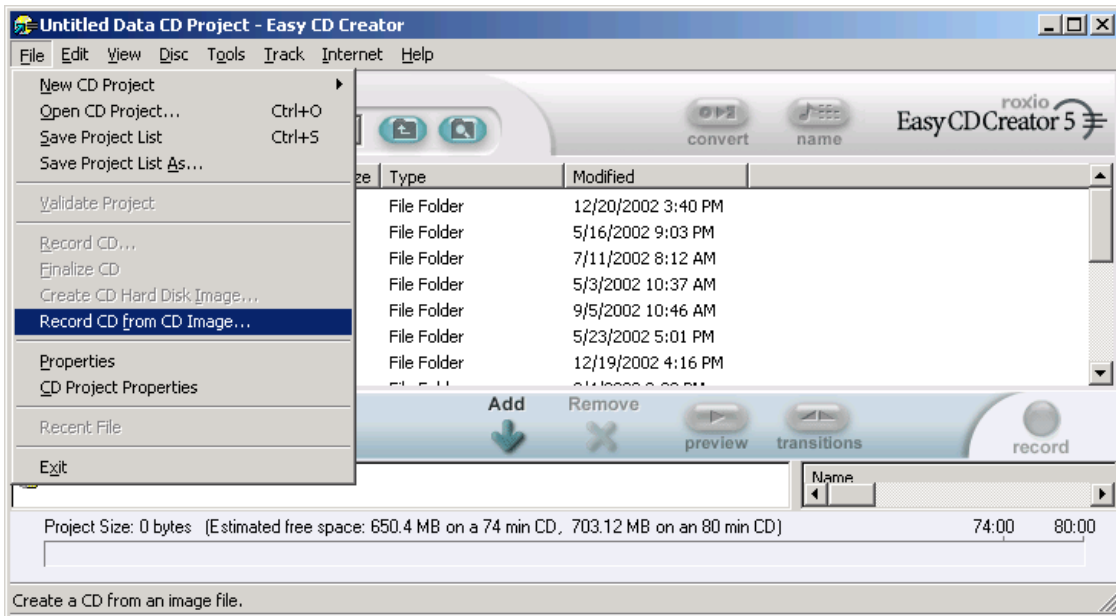 Untitled Data CD Project - Easy CD Creator
File Edit View Disc Tools Track Internet Help
New CD Project
Open CD Project... Ctrl+O
Save Project List Ctrl+S
Save Project List As...
Validate Project
Record CD...
Finalize CD
Create CD Hard Disk Image...
Record CD from CD Image...
Properties
CD Project Properties
Recent File
Exit
convert name
roxio
Easy CD Creator 5
ze Type Modified
File Folder 12/20/2002 3:40 PM
File Folder 5/16/2002 9:03 PM
File Folder 7/11/2002 8:12 AM
File Folder 5/3/2002 10:37 AM
File Folder 9/5/2002 10:46 AM
File Folder 5/23/2002 5:01 PM
File Folder 12/19/2002 4:16 PM
Add Remove preview transitions record
Name
Project Size: 0 bytes (Estimated free space: 650.4 MB on a 74 min CD, 703.12 MB on an 80 min CD) 74:00 80:00
Create a CD from an image file.